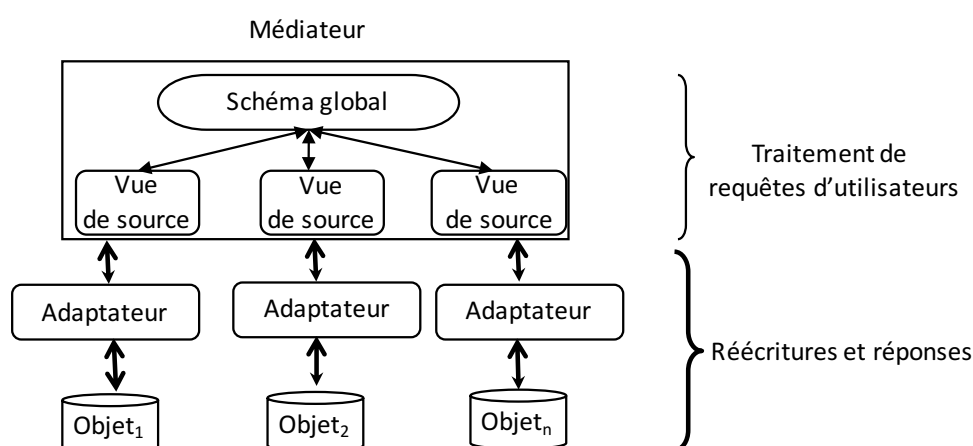 Médiateur
Schéma global
Vue
de source
Vue
de source
Vue
de source
Traitement de
requêtes d'utilisateurs
Adaptateur
Adaptateur
Adaptateur
Réécritures et réponses
Objet₁
Objet₂
Objetₙ